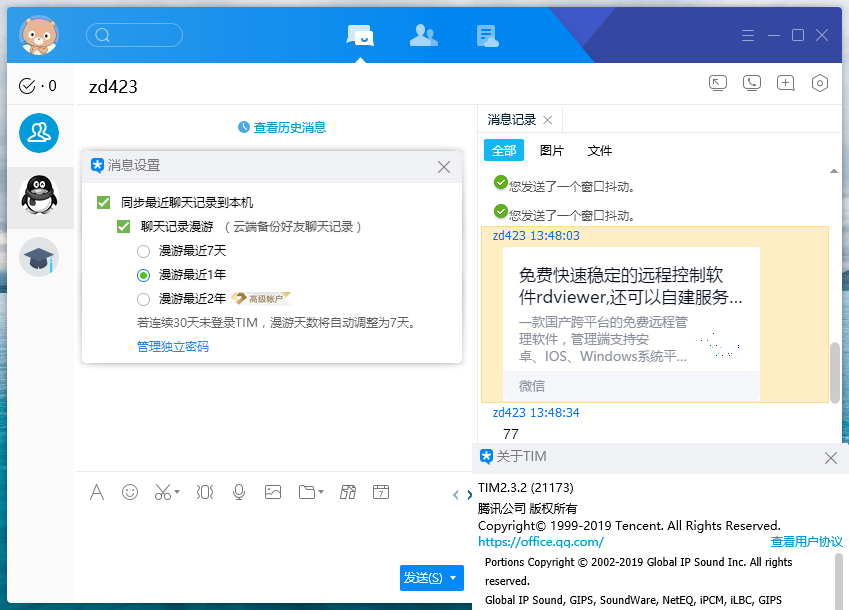 · 0
zd423
查看历史消息
消息设置
同步最近聊天记录到本机
聊天记录漫游 （云端备份好友聊天记录）
漫游最近7天
漫游最近1年
漫游最近2年 高级帐户
若连续30天未登录TIM，漫游天数将自动调整为7天。
管理独立密码
7
发送(S)
消息记录
全部 图片 文件
您发送了一个窗口抖动。
您发送了一个窗口抖动。
zd423 13:48:03
免费快速稳定的远程控制软
件rdviewer,还可以自建服务...
一款国产跨平台的免费远程管
理软件，管理端支持安
卓、IOS、Windows系统平...
微信
zd423 13:48:34
77
关于TIM
TIM2.3.2 (21173)
腾讯公司 版权所有
Copyright© 1999-2019 Tencent. All Rights Reserved.
https://office.qq.com/ 查看用户协议
Portions Copyright © 2002-2019 Global IP Sound Inc. All rights
reserved.
Global IP Sound, GIPS, SoundWare, NetEQ, iPCM, iLBC, GIPS